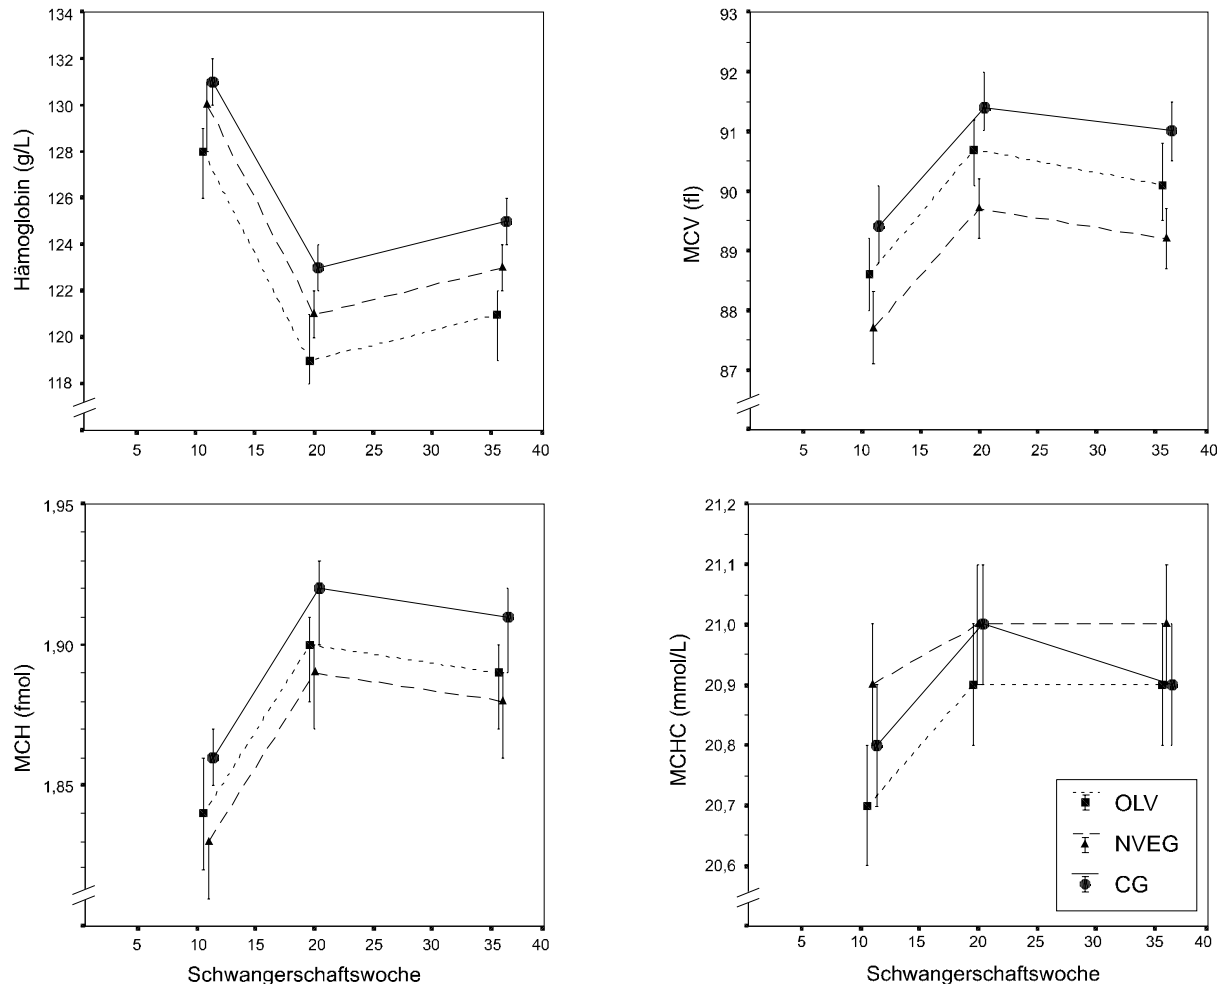 Hämoglobin (g/L)
134
132
130
128
126
124
122
120
118
5 10 15 20 25 30 35 40
MCV (fl)
93
92
91
90
89
88
87
5 10 15 20 25 30 35 40
MCH (fmol)
1,95
1,90
1,85
5 10 15 20 25 30 35 40
Schwangerschaftswoche
MCHC (mmol/L)
21,2
21,1
21,0
20,9
20,8
20,7
20,6
OLV
NVEG
CG
5 10 15 20 25 30 35 40
Schwangerschaftswoche